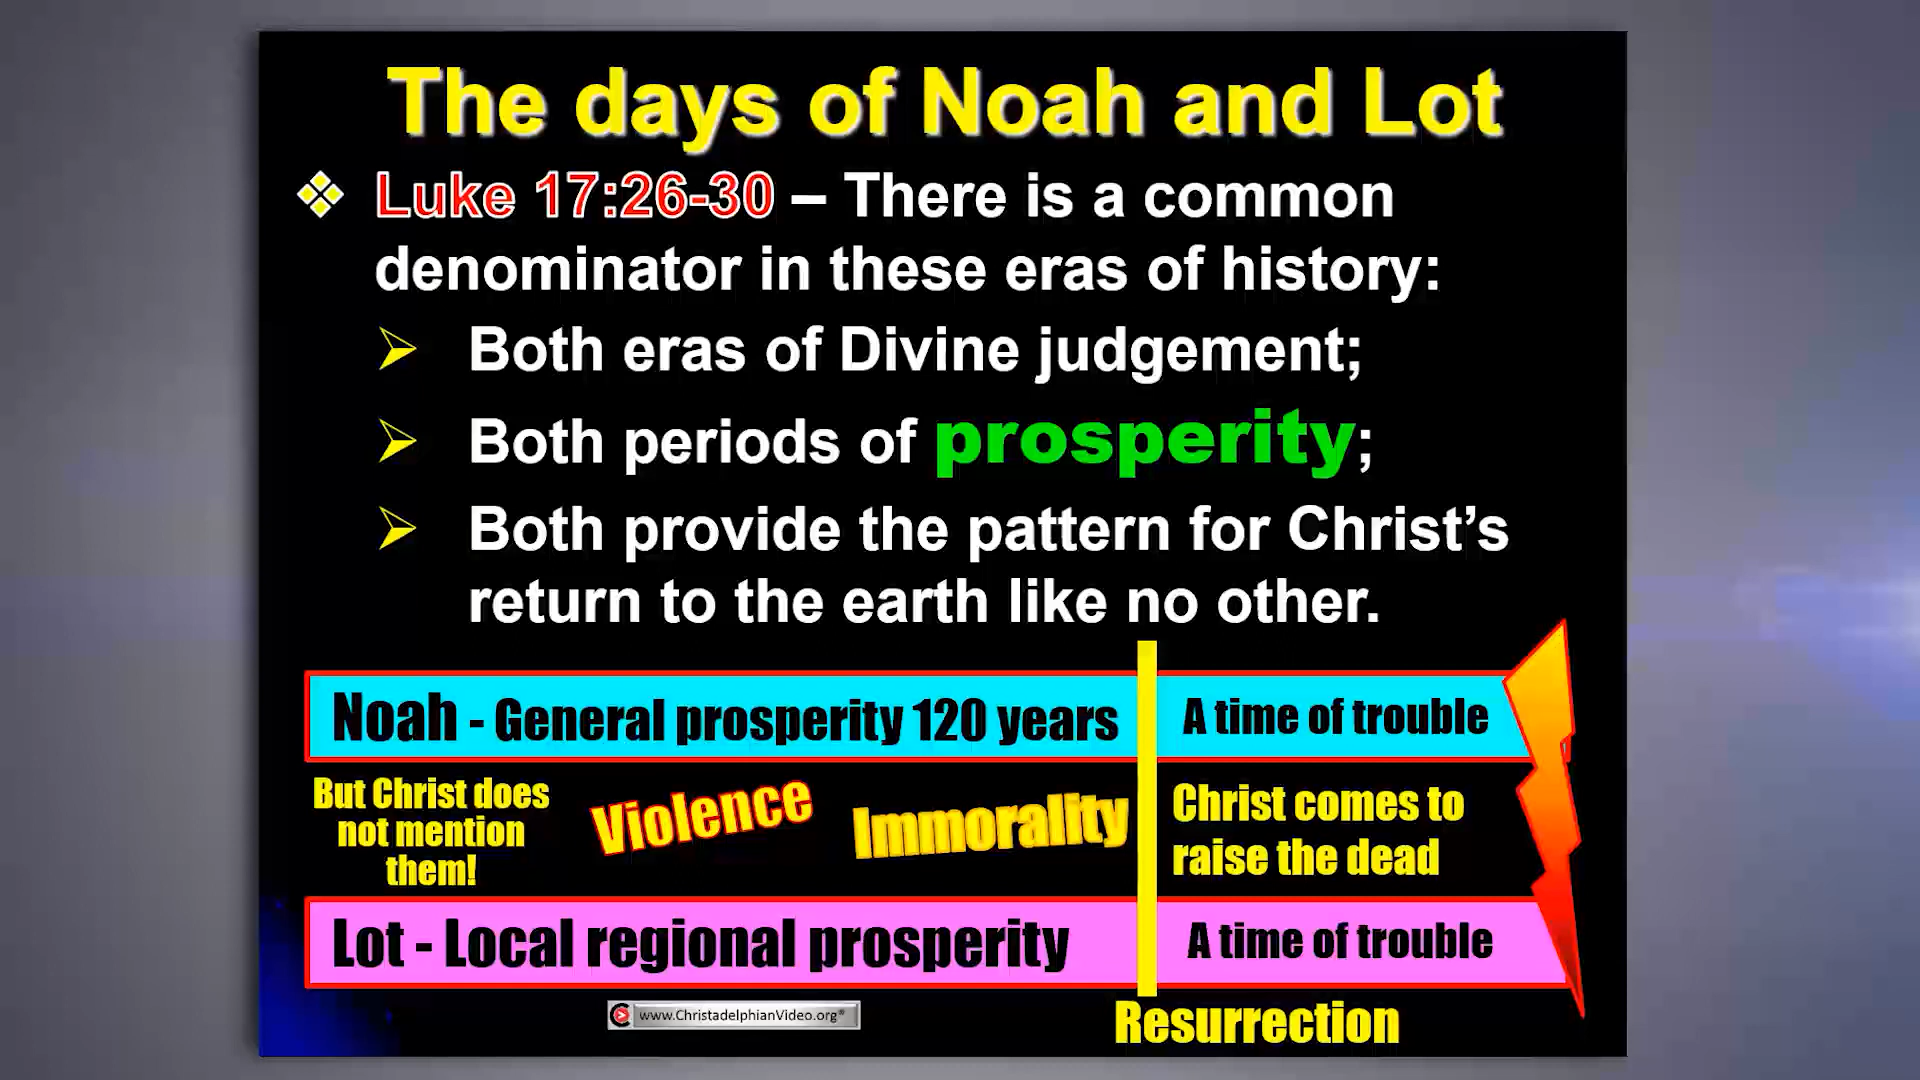 The days of Noah and Lot
Luke 17:26-30 – There is a common
denominator in these eras of history:
Both eras of Divine judgement;
Both periods of prosperity;
Both provide the pattern for Christ’s
return to the earth like no other.
Noah - General prosperity 120 years
A time of trouble
But Christ does
not mention
them!
Violence
Immorality
Christ comes to
raise the dead
Lot - Local regional prosperity
A time of trouble
www.ChristadelphianVideo.org®
Resurrection